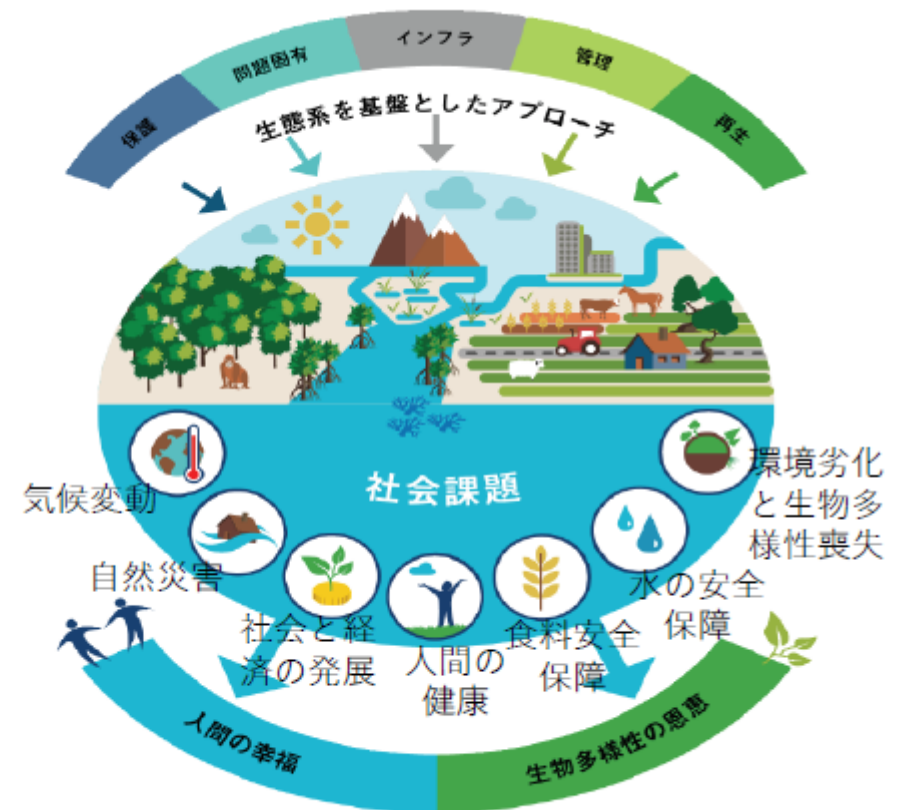 保護
問題固有
インフラ
管理
再生
生態系を基盤としたアプローチ
社会課題
気候変動
自然災害
社会と経
済の発展
人間の
健康
食料安全
保障
水の安全
保障
環境劣化
と生物多
様性喪失
人間の幸福
生物多様性の恩恵